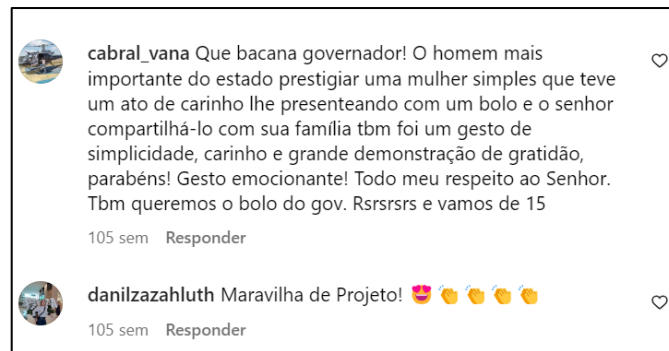 cabral_vana Que bacana governador! O homem mais
importante do estado prestigiar uma mulher simples que teve
um ato de carinho lhe presenteando com um bolo e o senhor
compartilhá-lo com sua família tbm foi um gesto de
simplicidade, carinho e grande demonstração de gratidão,
parabéns! Gesto emocionante! Todo meu respeito ao Senhor.
Tbm queremos o bolo do gov. Rsrsrsrs e vamos de 15
105 sem Responder
danilzazahluth Maravilha de Projeto! 😍👏👏👏👏
105 sem Responder